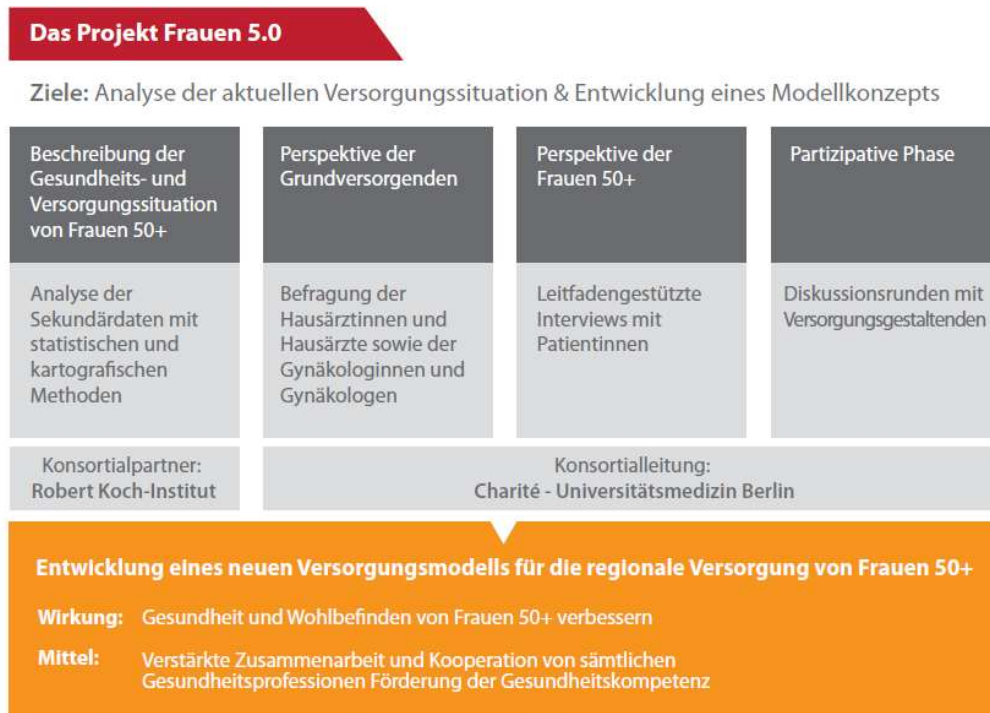 Das Projekt Frauen 5.0
Ziele: Analyse der aktuellen Versorgungssituation & Entwicklung eines Modellkonzepts
Beschreibung der
Gesundheits- und
Versorgungssituation
von Frauen 50+
Analyse der
Sekundärdaten mit
statistischen und
kartografischen
Methoden
Perspektive der
Grundversorgenden
Befragung der
Hausärztinnen und
Hausärzte sowie der
Gynäkologinnen und
Gynäkologen
Perspektive der
Frauen 50+
Leitfadengestützte
Interviews mit
Patientinnen
Partizipative Phase
Diskussionsrunden mit
Versorgungsgestaltenden
Konsortialpartner:
Robert Koch-Institut
Konsortialleitung:
Charité - Universitätsmedizin Berlin
Entwicklung eines neuen Versorgungsmodells für die regionale Versorgung von Frauen 50+
Wirkung: Gesundheit und Wohlbefinden von Frauen 50+ verbessern
Mittel: Verstärkte Zusammenarbeit und Kooperation von sämtlichen
Gesundheitsprofessionen Förderung der Gesundheitskompetenz